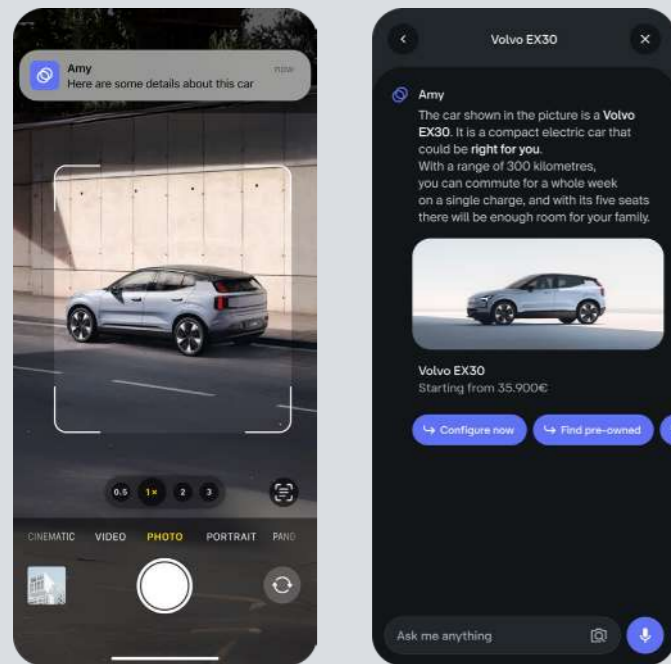 Amy
now
Here are some details about this car
0.5
1×
2
3
CINEMATIC
VIDEO
PHOTO
PORTRAIT
PANO
Volvo EX30
Amy
The car shown in the picture is a Volvo
EX30. It is a compact electric car that
could be right for you.
With a range of 300 kilometres,
you can commute for a whole week
on a single charge, and with its five seats
there will be enough room for your family.
Volvo EX30
Starting from 35.900€
Configure now
Find pre-owned
Ask me anything